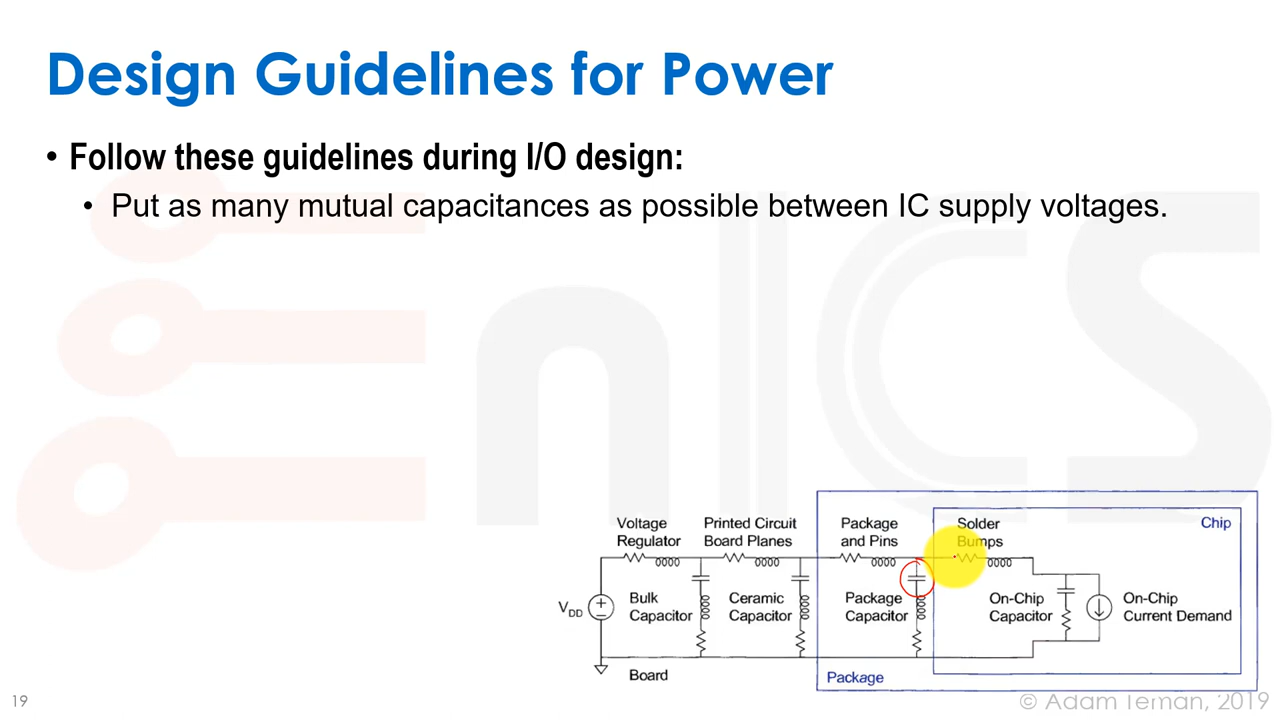 Design Guidelines for Power
• Follow these guidelines during I/O design:
• Put as many mutual capacitances as possible between IC supply voltages.
Voltage
Regulator
Printed Circuit
Board Planes
Package
and Pins
Solder
Bumps
Chip
VDD
Bulk
Capacitor
Ceramic
Capacitor
Package
Capacitor
On-Chip
Capacitor
On-Chip
Current Demand
Board
Package
19
© Adam Teman, 2019
EnICS